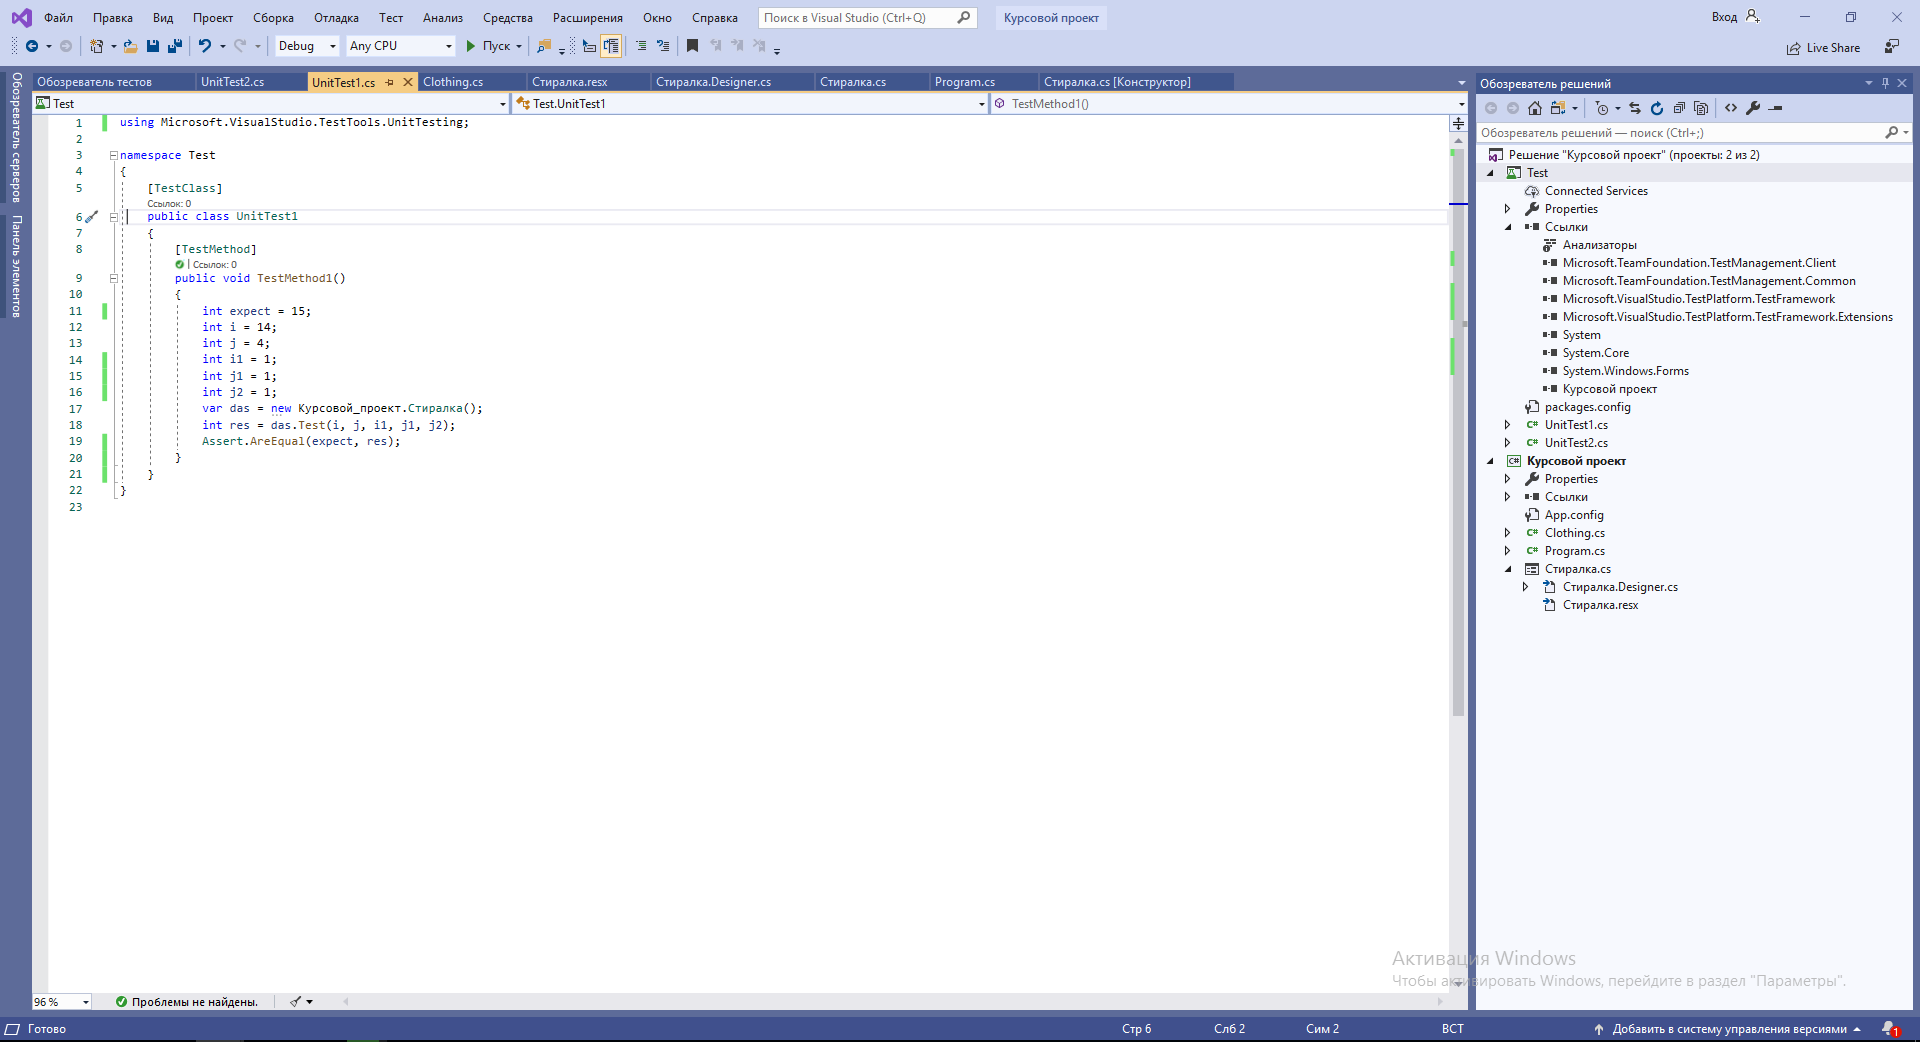 Файл Правка Вид Проект Сборка Отладка Тест Анализ Средства Расширения Окно Справка Поиск в Visual Studio (Ctrl+Q) Курсовой проект Вход
Debug Any CPU Пуск Live Share
Обозреватель серверов
Панель элементов
Обозреватель тестов UnitTest2.cs UnitTest1.cs Clothing.cs Стиралка.resx Стиралка.Designer.cs Стиралка.cs Program.cs Стиралка.cs [Конструктор]
Test Test.UnitTest1 TestMethod1()
1 using Microsoft.VisualStudio.TestTools.UnitTesting;
2
3 namespace Test
4 {
5 [TestClass]
Ссылок: 0
6 public class UnitTest1
7 {
8 [TestMethod]
| Ссылок: 0
9 public void TestMethod1()
10 {
11 int expect = 15;
12 int i = 14;
13 int j = 4;
14 int i1 = 1;
15 int j1 = 1;
16 int j2 = 1;
17 var das = new Курсовой_проект.Стиралка();
18 int res = das.Test(i, j, i1, j1, j2);
19 Assert.AreEqual(expect, res);
20 }
21 }
22 }
23
96 % Проблемы не найдены.
Обозреватель решений
Обозреватель решений — поиск (Ctrl+;)
Решение "Курсовой проект" (проекты: 2 из 2)
Test
Connected Services
Properties
Ссылки
Анализаторы
Microsoft.TeamFoundation.TestManagement.Client
Microsoft.TeamFoundation.TestManagement.Common
Microsoft.VisualStudio.TestPlatform.TestFramework
Microsoft.VisualStudio.TestPlatform.TestFramework.Extensions
System
System.Core
System.Windows.Forms
Курсовой проект
packages.config
C# UnitTest1.cs
C# UnitTest2.cs
C# Курсовой проект
Properties
Ссылки
App.config
C# Clothing.cs
C# Program.cs
Стиралка.cs
Стиралка.Designer.cs
Стиралка.resx
Активация Windows
Чтобы активировать Windows, перейдите в раздел "Параметры".
Готово Стр 6 Слб 2 Сим 2 ВСТ Добавить в систему управления версиями 1